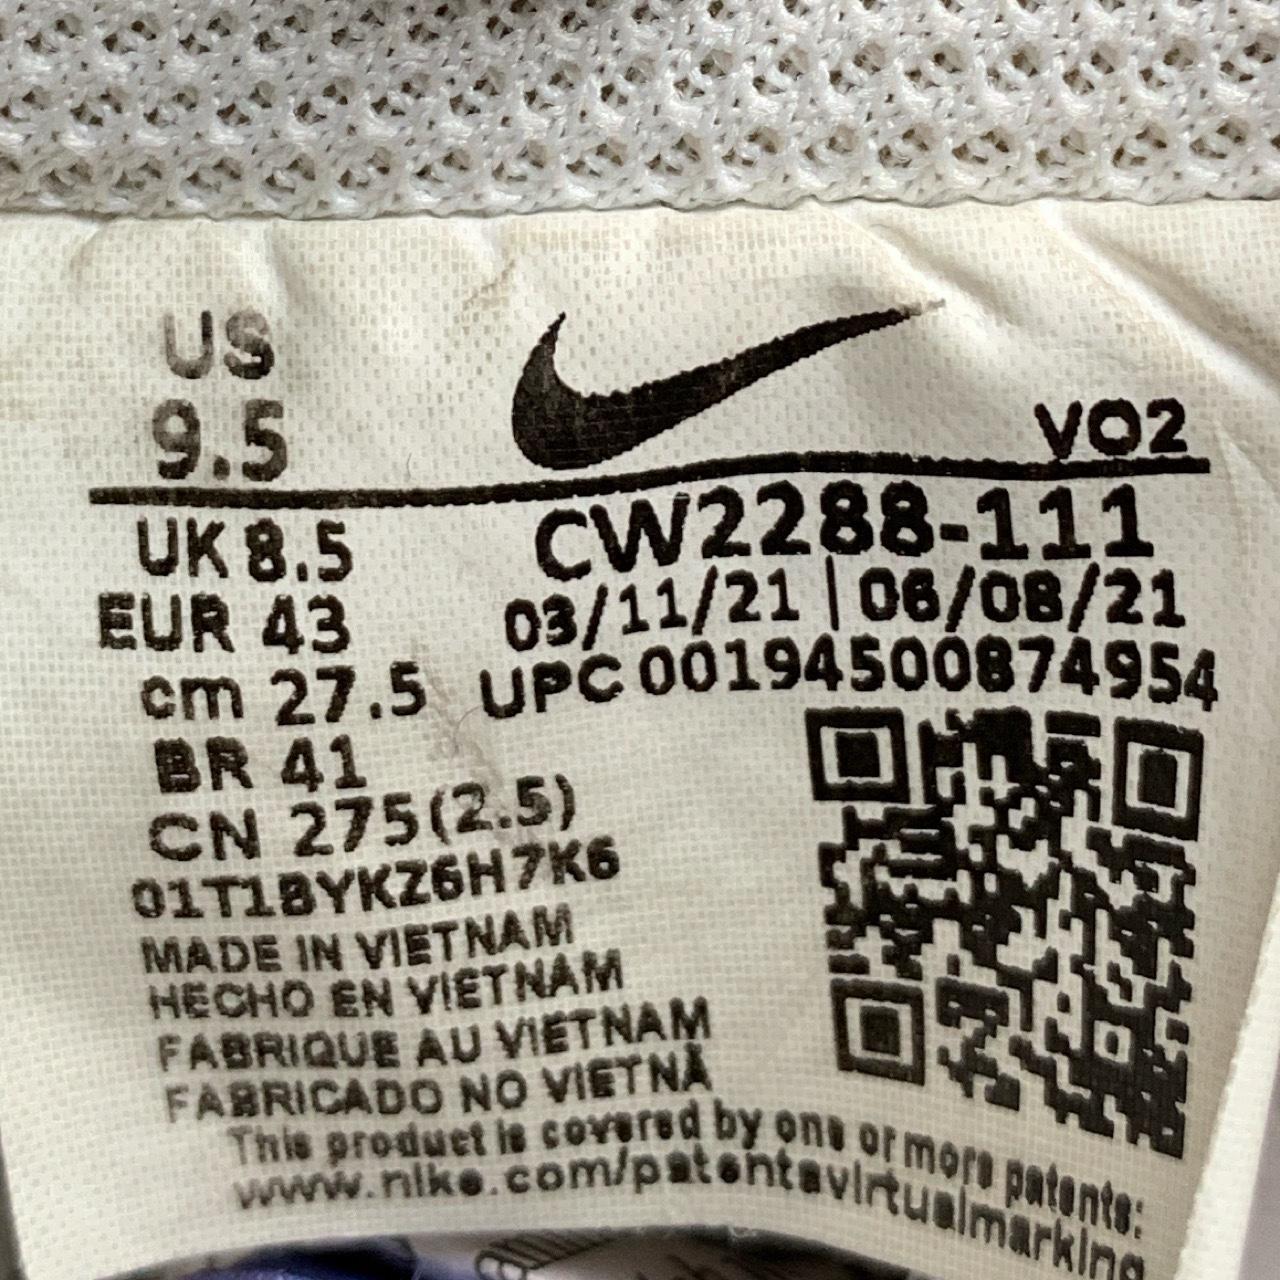 US
9.5
VO2
UK 8.5
CW2288-111
EUR 43
03/11/21 | 06/08/21
cm 27.5
UPC 00194500874954
BR 41
CN 275(2.5)
01T18YKZ6H7K6
MADE IN VIETNAM
HECHO EN VIETNAM
FABRIQUE AU VIETNAM
FABRICADO NO VIETNÃ
This product is covered by one or more patents:
www.nike.com/patentsvirtualmarking